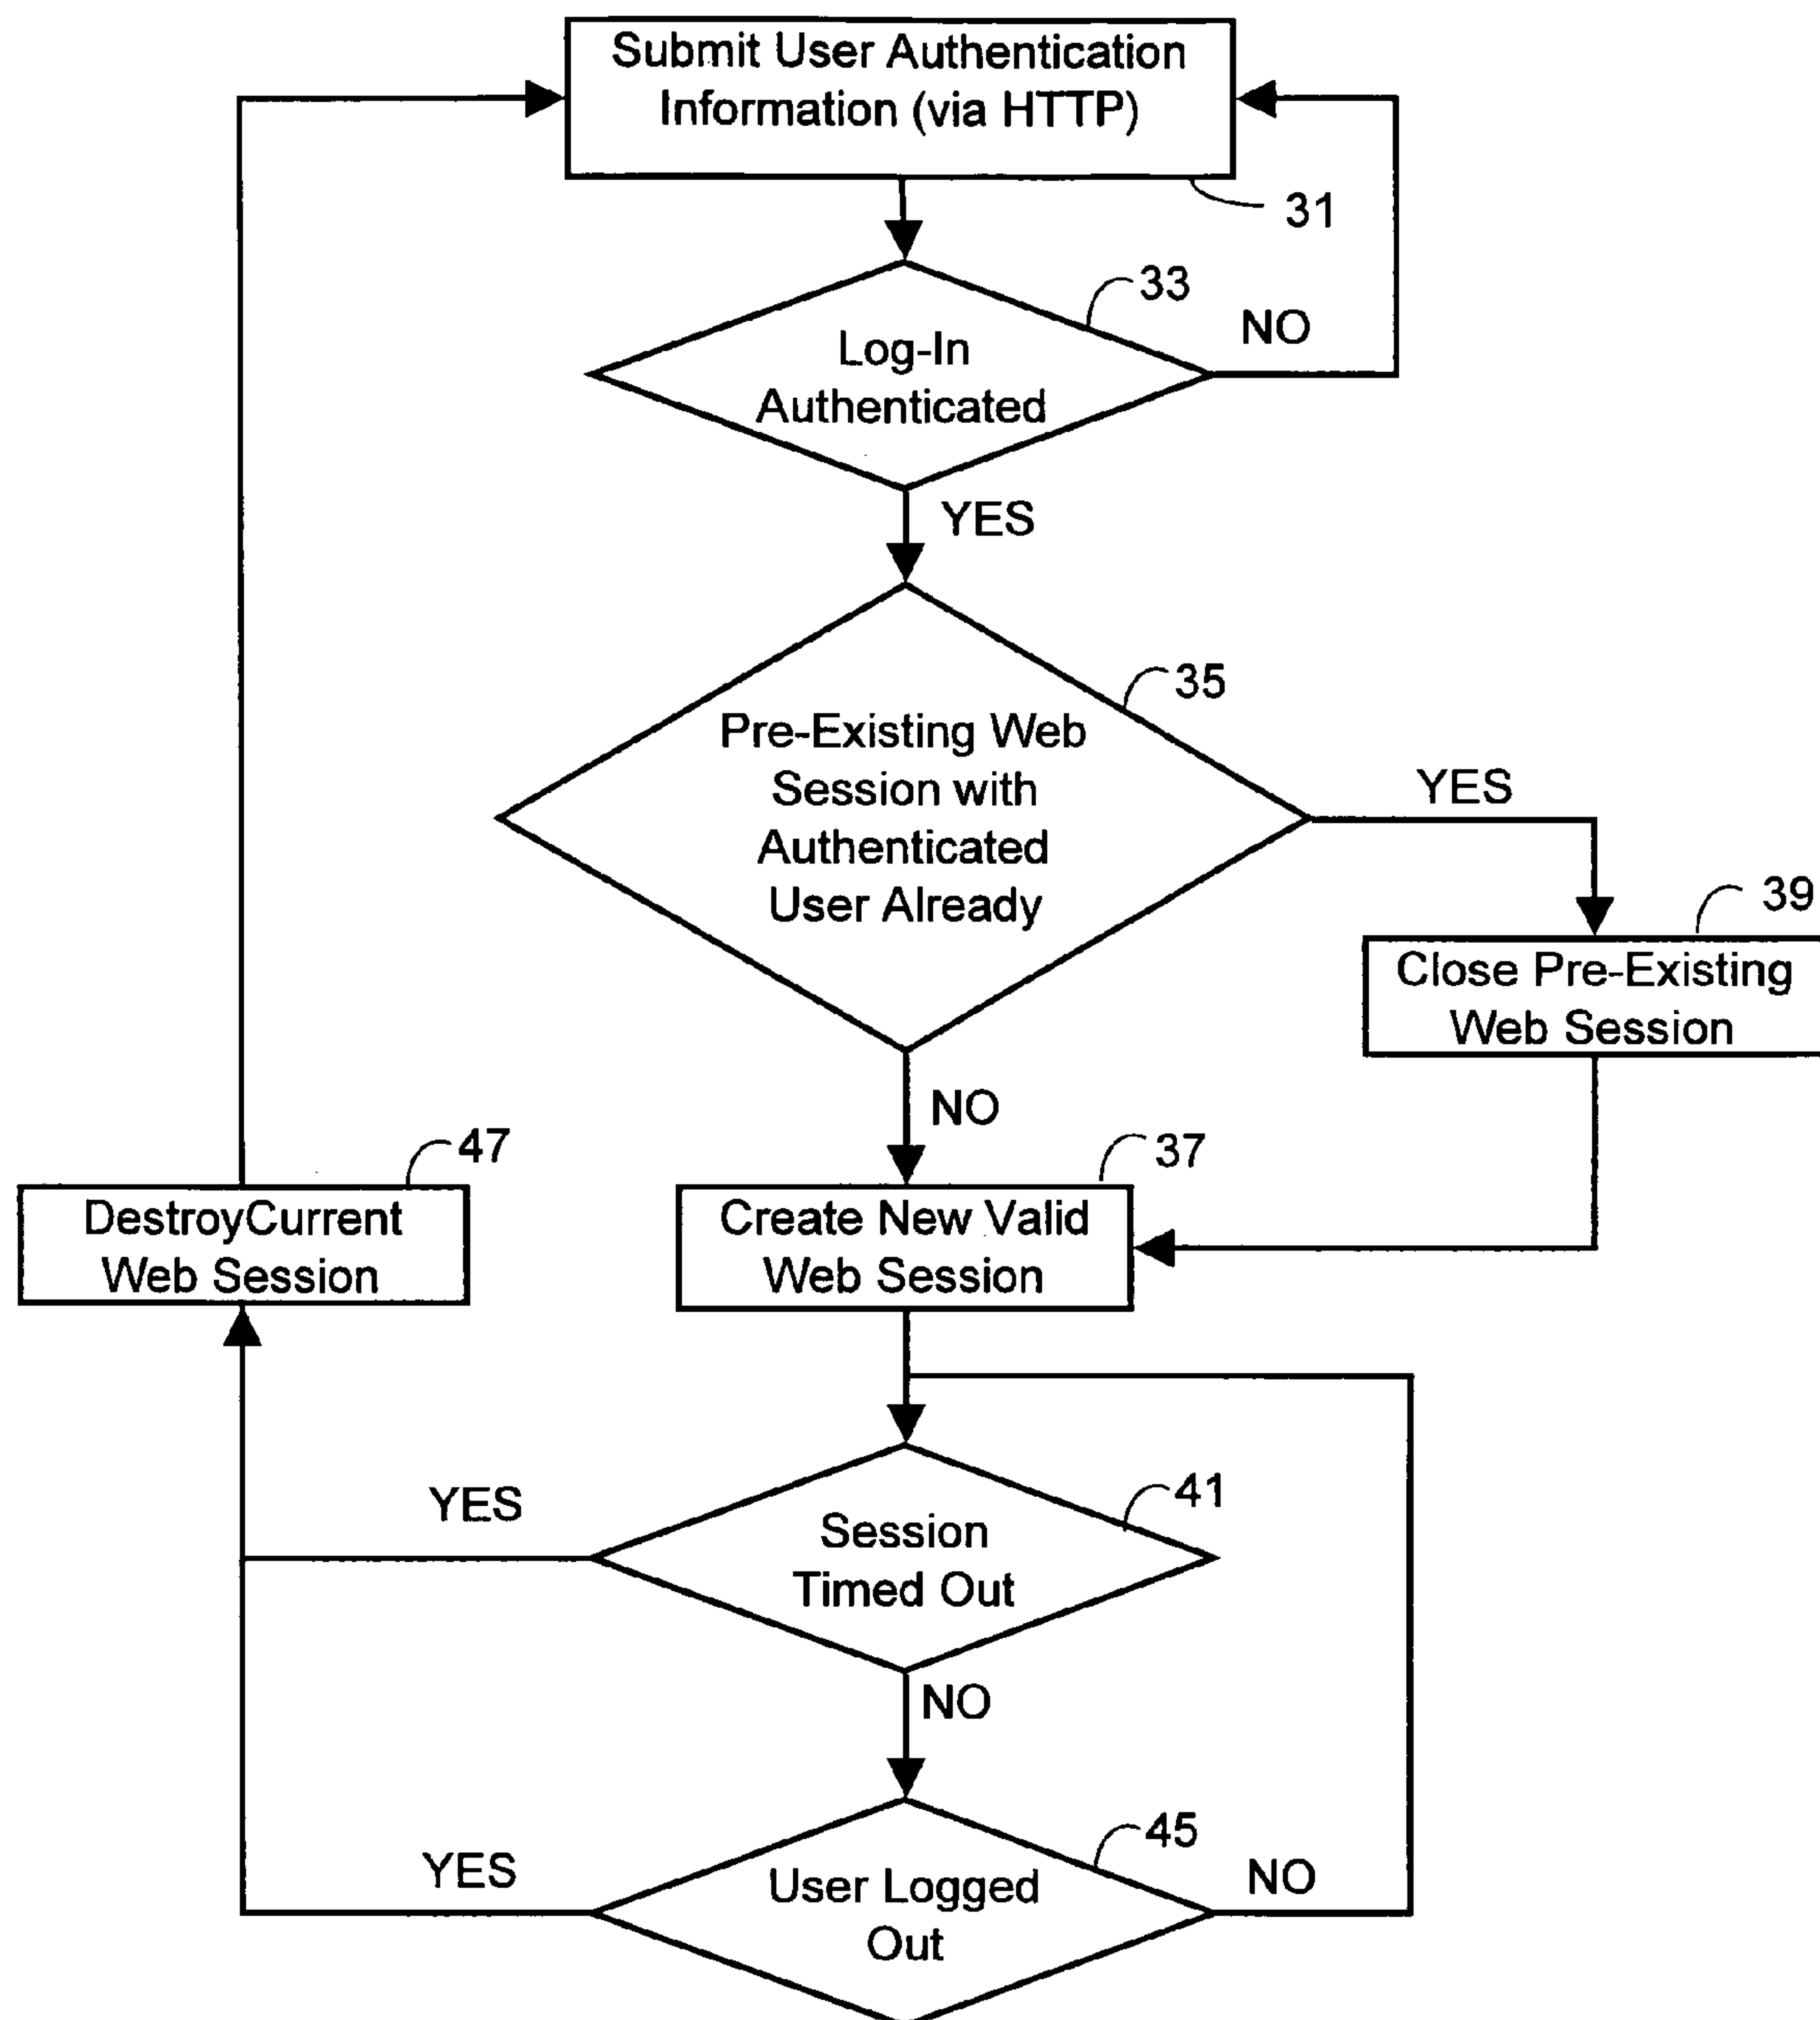 Submit User Authentication
Information (via HTTP)
31
33
NO
Log-In
Authenticated
YES
35
Pre-Existing Web
Session with
Authenticated
User Already
YES
39
Close Pre-Existing
Web Session
NO
47
37
DestroyCurrent
Web Session
Create New Valid
Web Session
41
YES
Session
Timed Out
NO
45
YES
User Logged
Out
NO